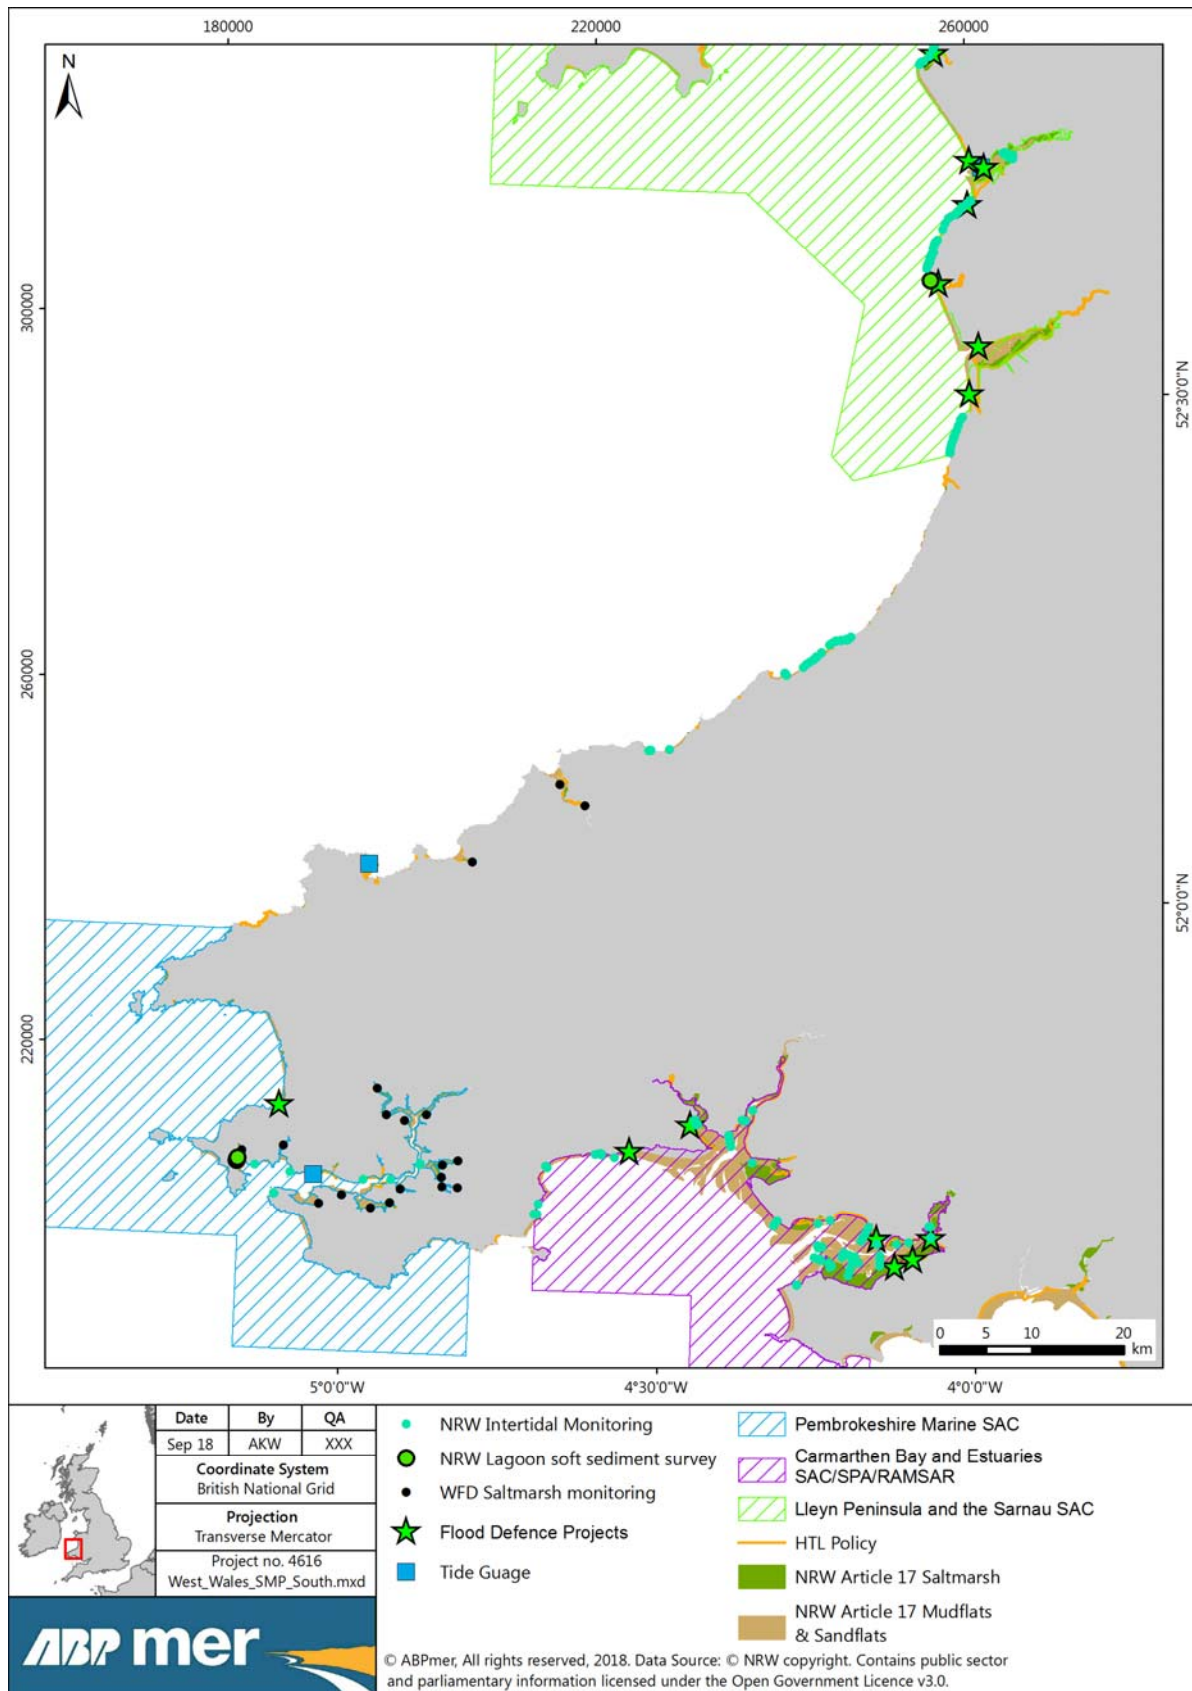 180000
220000
260000
N
300000
52°30'0"N
260000
52°0'0"N
220000
0 5 10 20
km
5°0'0"W
4°30'0"W
4°0'0"W
Date By QA
Sep 18 AKW XXX
Coordinate System
British National Grid
Projection
Transverse Mercator
Project no. 4616
West_Wales_SMP_South.mxd
ABPmer
NRW Intertidal Monitoring
NRW Lagoon soft sediment survey
WFD Saltmarsh monitoring
Flood Defence Projects
Tide Guage
Pembrokeshire Marine SAC
Carmarthen Bay and Estuaries
SAC/SPA/RAMSAR
Lleyn Peninsula and the Sarnau SAC
HTL Policy
NRW Article 17 Saltmarsh
NRW Article 17 Mudflats
& Sandflats
© ABPmer, All rights reserved, 2018. Data Source: © NRW copyright. Contains public sector
and parliamentary information licensed under the Open Government Licence v3.0.